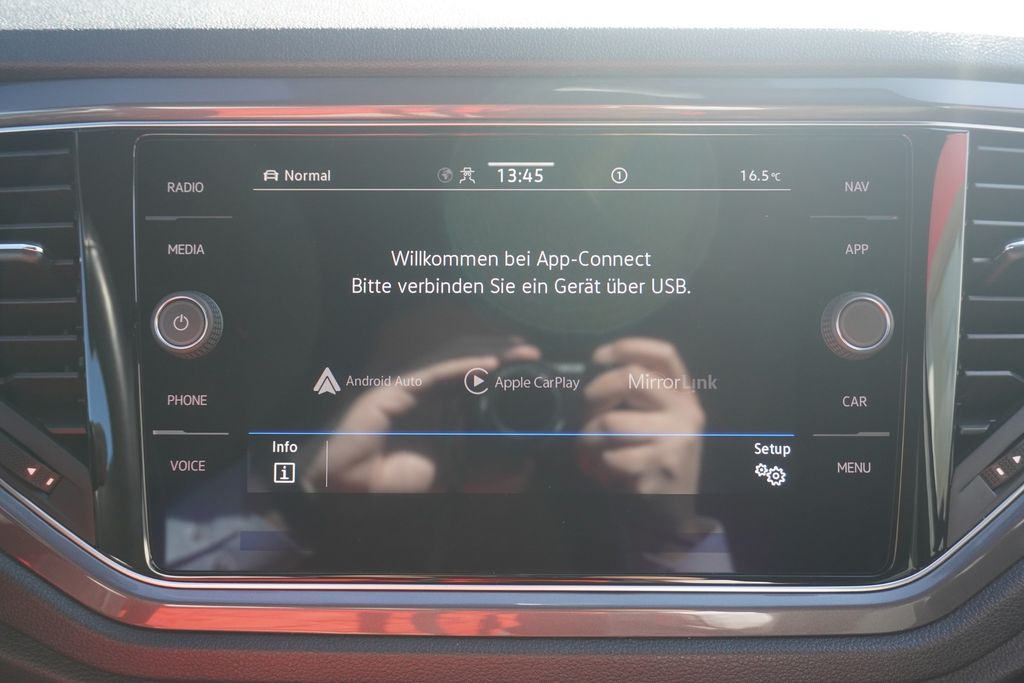 RADIO
MEDIA
PHONE
VOICE
Normal
13:45
1
16.5°C
Willkommen bei App-Connect
Bitte verbinden Sie ein Gerät über USB.
Android Auto
Apple CarPlay
MirrorLink
Info
i
Setup
NAV
APP
CAR
MENU